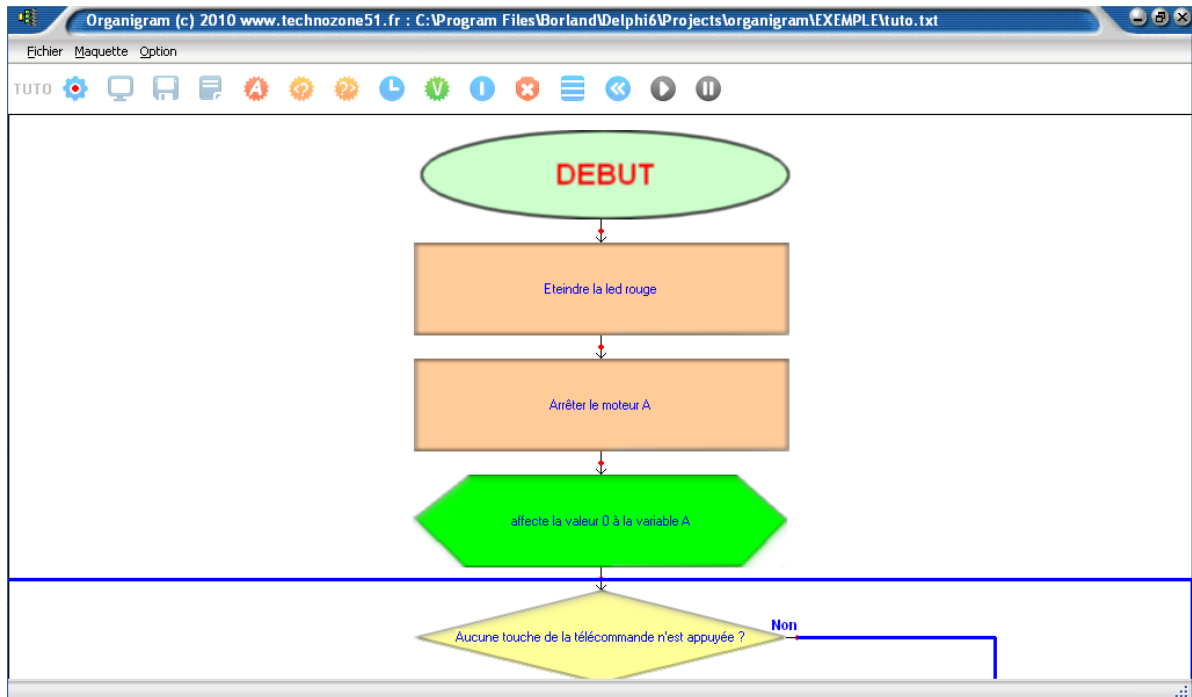 Organigram (c) 2010 www.technozone51.fr : C:\Program Files\Borland\Delphi6\Projects\organigram\EXEMPLE\tuto.txt
Fichier Maquette Option
TUTO A <?> ?> V I
DEBUT
Eteindre la led rouge
Arrêter le moteur A
affecte la valeur 0 à la variable A
Aucune touche de la télécommande n'est appuyée ?
Non